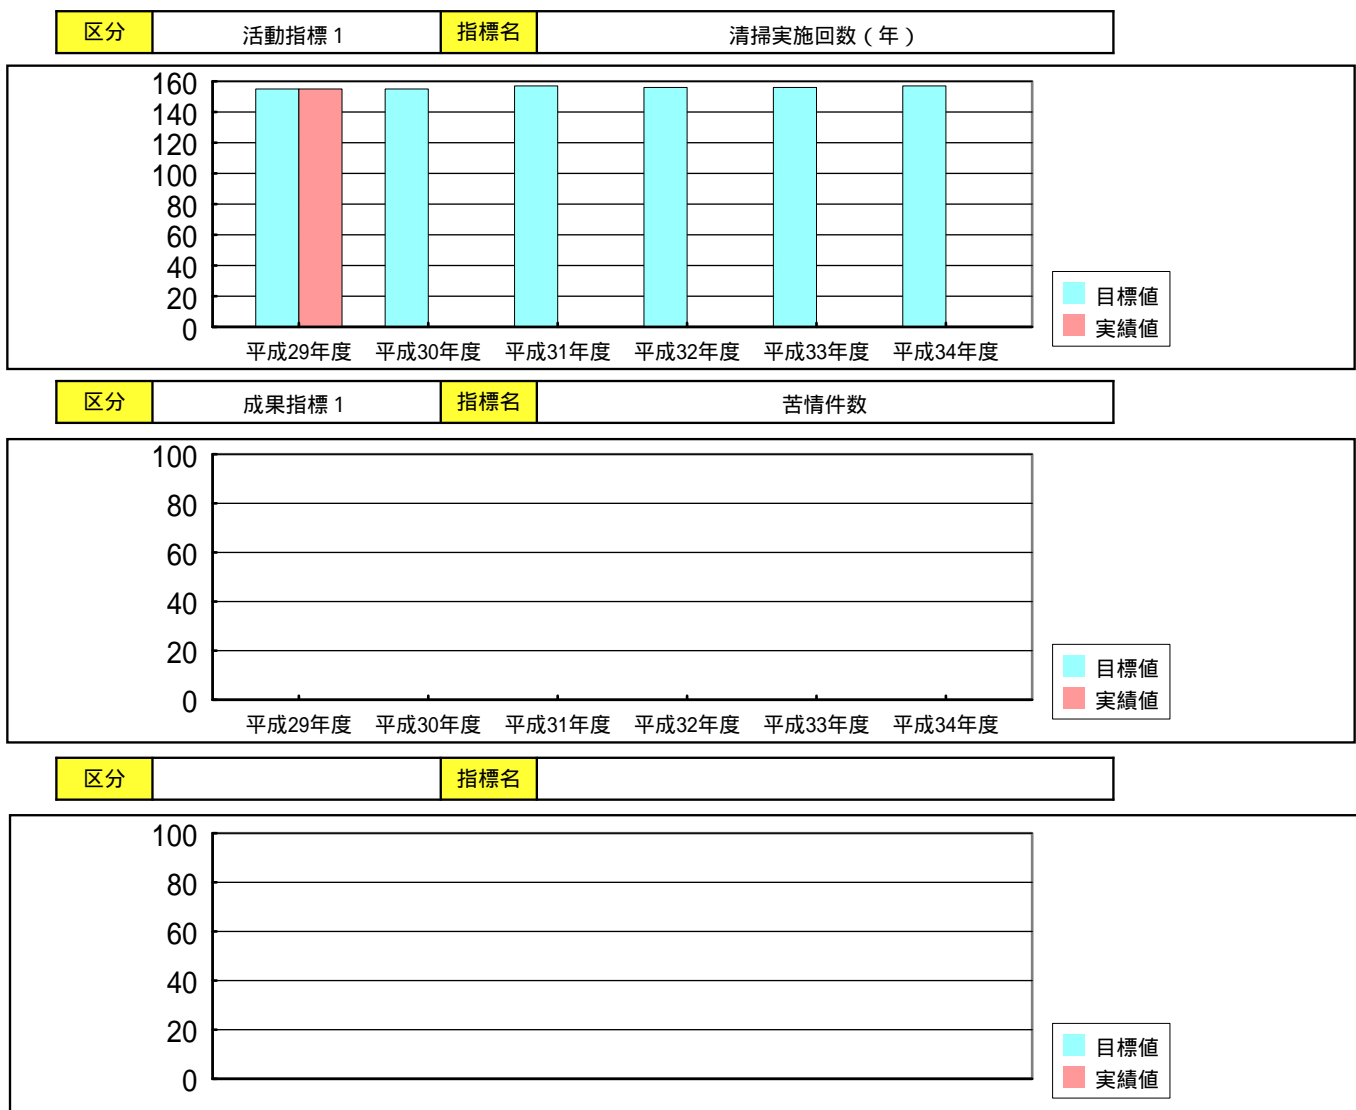 区分 活動指標１ 指標名 清掃実施回数（年）
160
140
120
100
80
60
40
20
0
平成29年度 平成30年度 平成31年度 平成32年度 平成33年度 平成34年度
目標値
実績値
区分 成果指標１ 指標名 苦情件数
100
80
60
40
20
0
平成29年度 平成30年度 平成31年度 平成32年度 平成33年度 平成34年度
目標値
実績値
区分 指標名
100
80
60
40
20
0
目標値
実績値